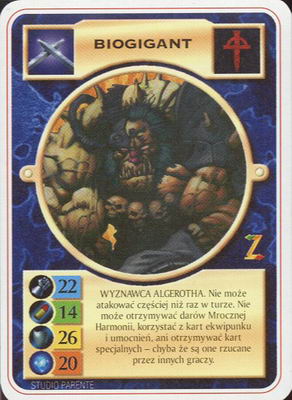 BIOGIGANT
Z
22
14
26
20
WYZNAWCA ALGEROTHA. Nie może
atakować częściej niż raz w turze. Nie
może otrzymywać darów Mrocznej
Harmonii, korzystać z kart ekwipunku
i umocnień, ani otrzymywać kart
specjalnych – chyba że są one rzucane
przez innych graczy.
STUDIO PARENTE